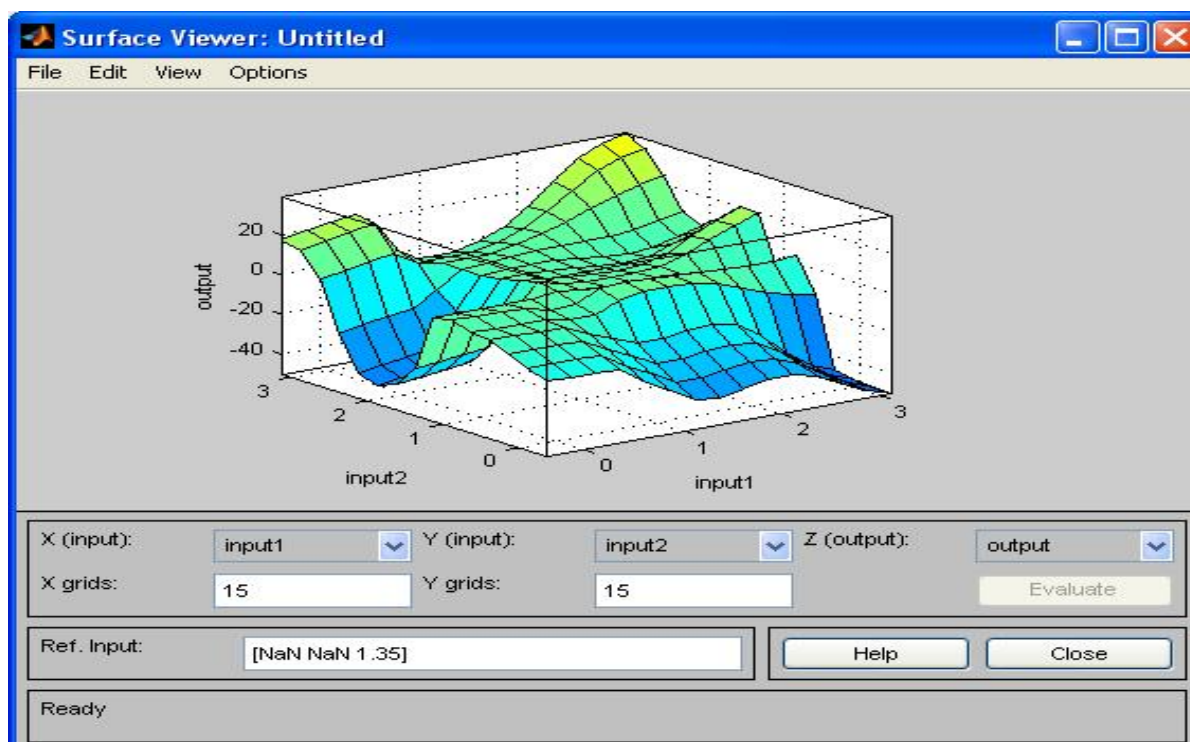 Surface Viewer: Untitled
File Edit View Options
20
0
-20
-40
output
3
2
1
0
input2
0
1
2
3
input1
X (input): input1 Y (input): input2 Z (output): output
X grids: 15 Y grids: 15 Evaluate
Ref. Input: [NaN NaN 1.35] Help Close
Ready